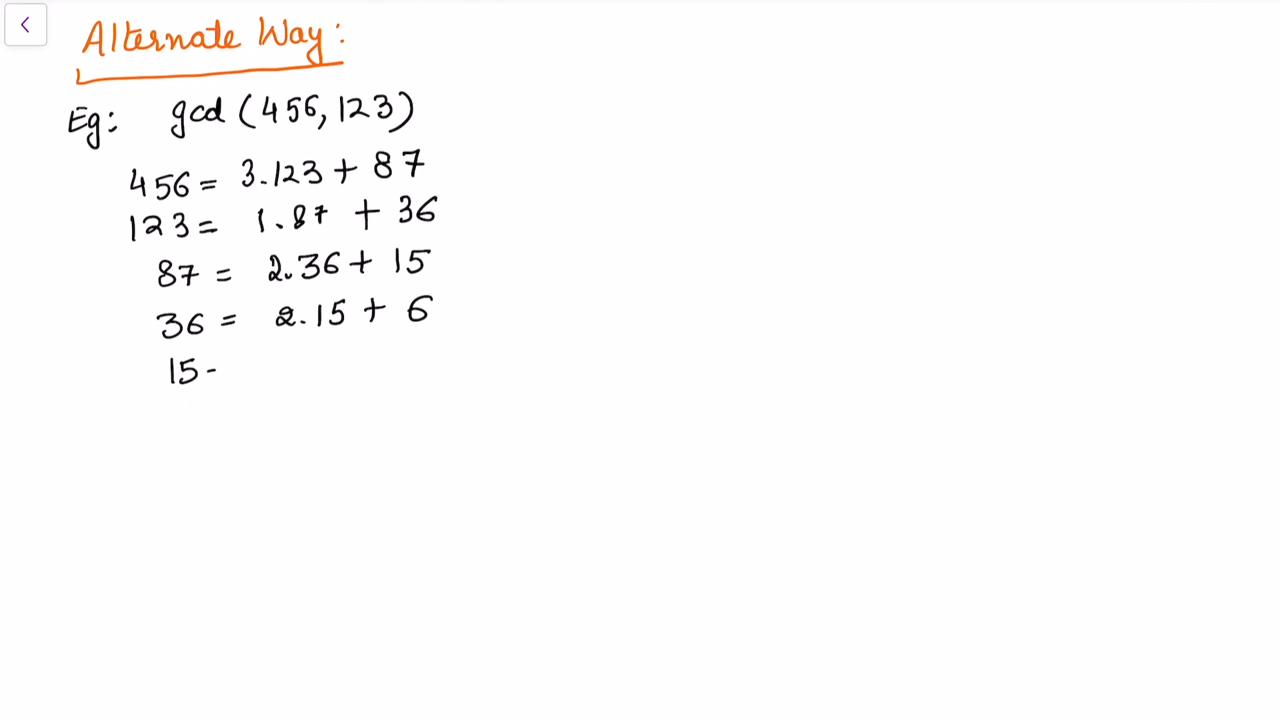 Alternate Way:
Eg: gcd (456, 123)
456 = 3.123 + 87
123 = 1.87 + 36
87 = 2.36 + 15
36 = 2.15 + 6
15 -